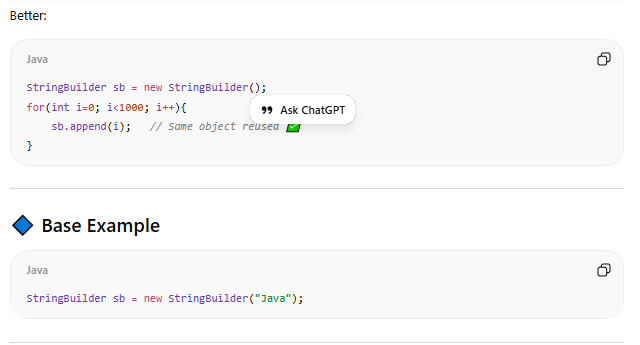 Better:
Java
StringBuilder sb = new StringBuilder();
for(int i=0; i<1000; i++){
❞ Ask ChatGPT
sb.append(i);   // Same object reused ✅
}
🔷 Base Example
Java
StringBuilder sb = new StringBuilder("Java");